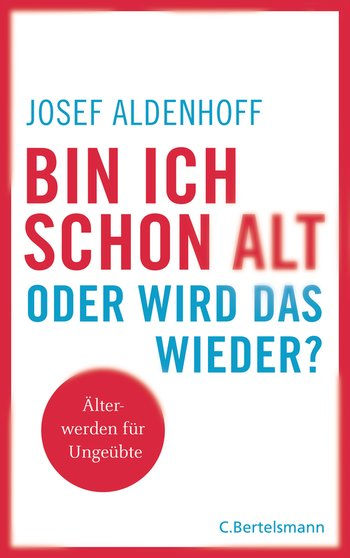 JOSEF ALDENHOFF
BIN ICH
SCHON ALT
ODER WIRD DAS
WIEDER?
Älter-
werden für
Ungeübte
C.Bertelsmann